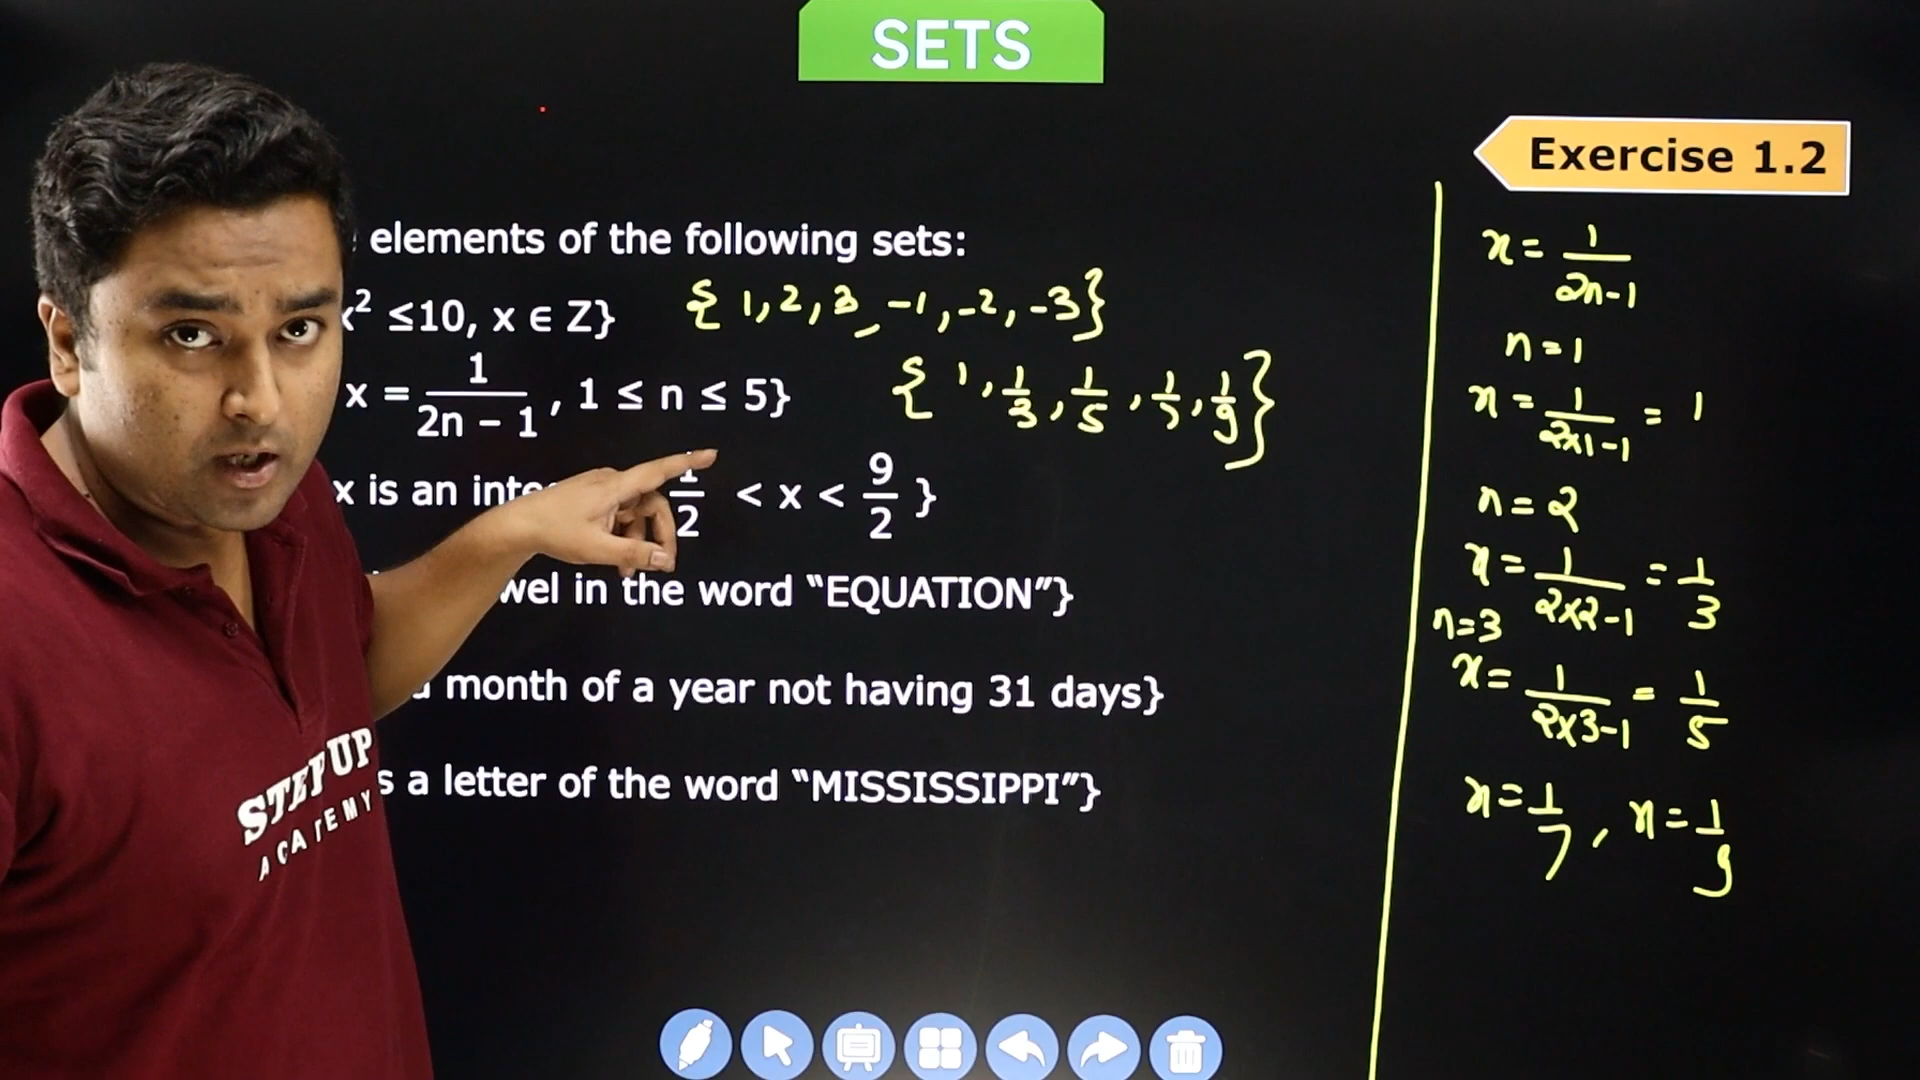 SETS
Exercise 1.2
elements of the following sets:
x² ≤10, x ∈ Z} { 1, 2, 3, -1, -2, -3}
x = 1/(2n − 1), 1 ≤ n ≤ 5} { 1, 1/3, 1/5, 1/7, 1/9}
x is an 1/2 < x < 9/2 }
in the word “EQUATION”}
month of a year not having 31 days}
a letter of the word “MISSISSIPPI”}
x = 1/(2n-1)
n=1
x = 1/(2×1-1) = 1
n=2
x = 1/(2×2-1) = 1/3
n=3
x = 1/(2×3-1) = 1/5
x = 1/7, x = 1/9
STEP UP
ACADEMY